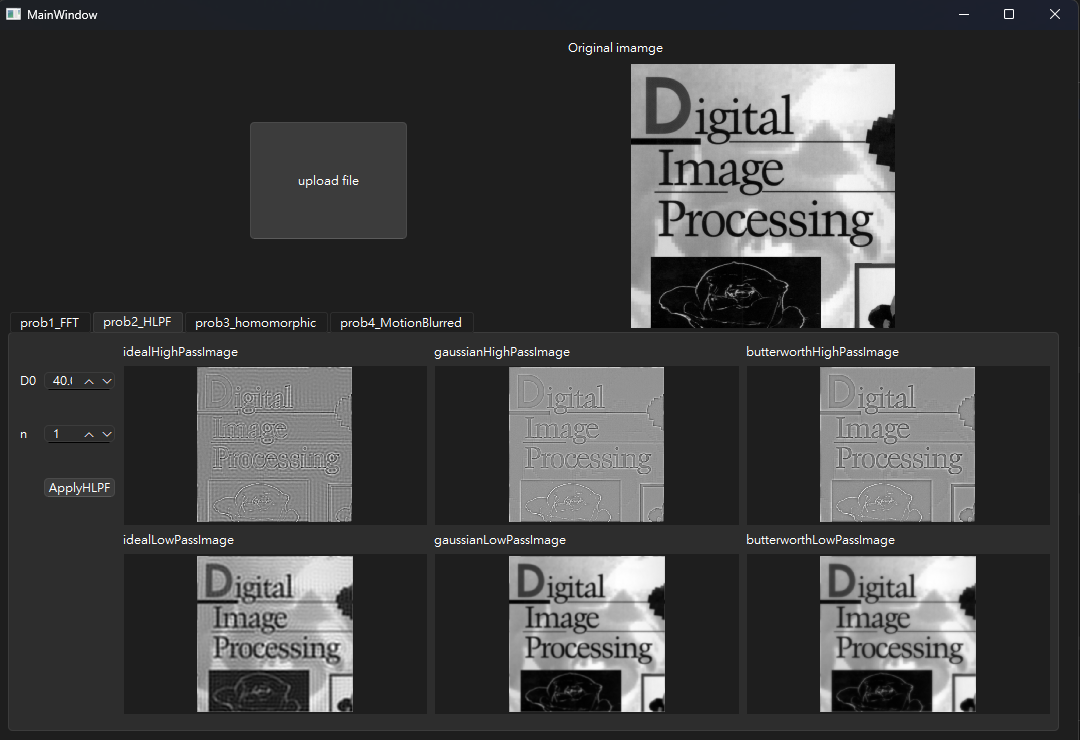 MainWindow
Original imamge
Digital
Image
Processing
upload file
prob1_FFT
prob2_HLPF
prob3_homomorphic
prob4_MotionBlurred
idealHighPassImage
gaussianHighPassImage
butterworthHighPassImage
D0
40.
n
1
ApplyHLPF
Digital
Image
Processing
Digital
Image
Processing
Digital
Image
Processing
idealLowPassImage
gaussianLowPassImage
butterworthLowPassImage
Digital
Image
Processing
Digital
Image
Processing
Digital
Image
Processing